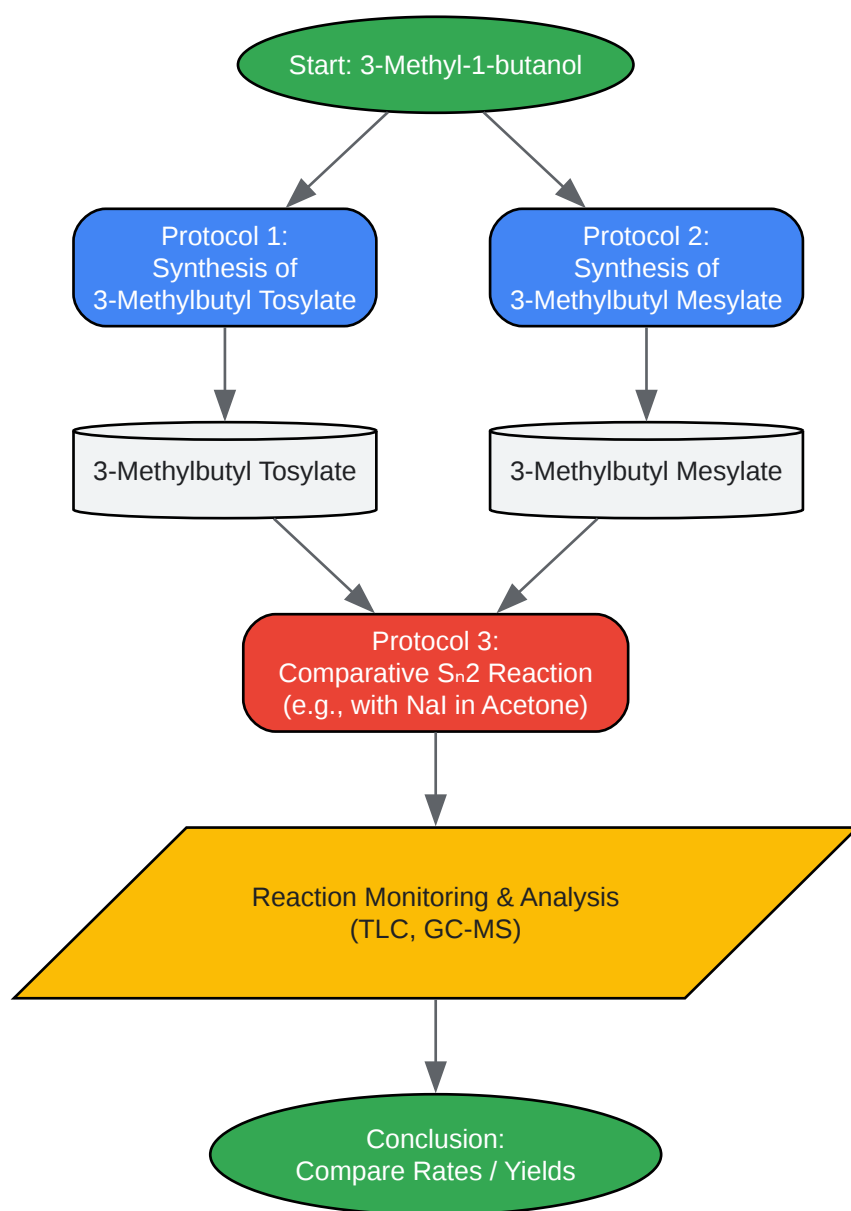 Start: 3-Methyl-1-butanol
Protocol 1:
Synthesis of
3-Methylbutyl Tosylate
Protocol 2:
Synthesis of
3-Methylbutyl Mesylate
3-Methylbutyl Tosylate
3-Methylbutyl Mesylate
Protocol 3:
Comparative Sₙ2 Reaction
(e.g., with NaI in Acetone)
Reaction Monitoring & Analysis
(TLC, GC-MS)
Conclusion:
Compare Rates / Yields